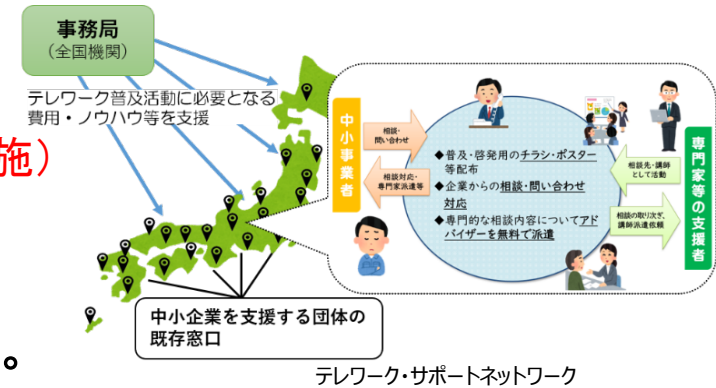 事務局
（全国機関）
テレワーク普及活動に必要となる
費用・ノウハウ等を支援
施）
中小事業者
相談・
問い合わせ
相談対応・
専門家派遣等
◆普及・啓発用のチラシ・ポスター
等配布
◆企業からの相談・問い合わせ
対応
◆専門的な相談内容についてアド
バイザーを無料で派遣
相談先・講師
として活動
相談の取り次ぎ、
講師派遣依頼
専門家等の支援者
中小企業を支援する団体の
既存窓口
。
テレワーク・サポートネットワーク